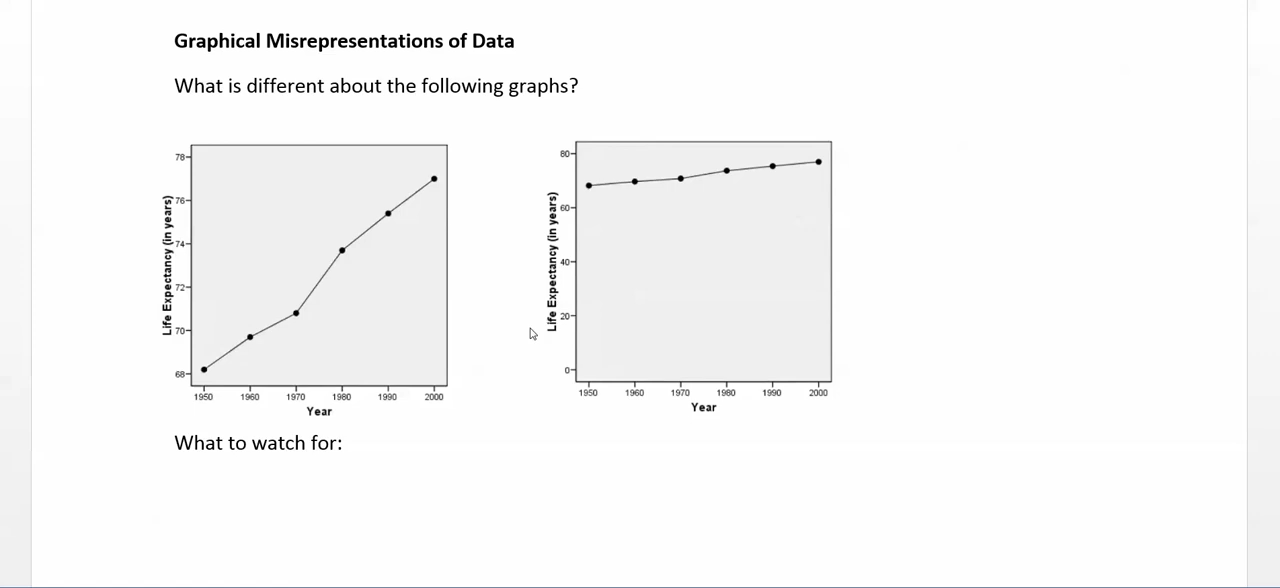 Graphical Misrepresentations of Data
What is different about the following graphs?
78
76
74
72
70
68
Life Expectancy (in years)
1950 1960 1970 1980 1990 2000
Year
80
60
40
20
0
Life Expectancy (in years)
1950 1960 1970 1980 1990 2000
Year
What to watch for: